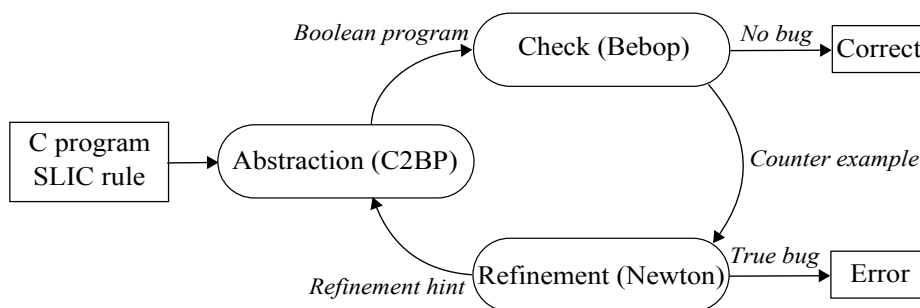 Boolean program
Check (Bebop)
No bug
Correct
C program
SLIC rule
Abstraction (C2BP)
Counter example
Refinement hint
Refinement (Newton)
True bug
Error